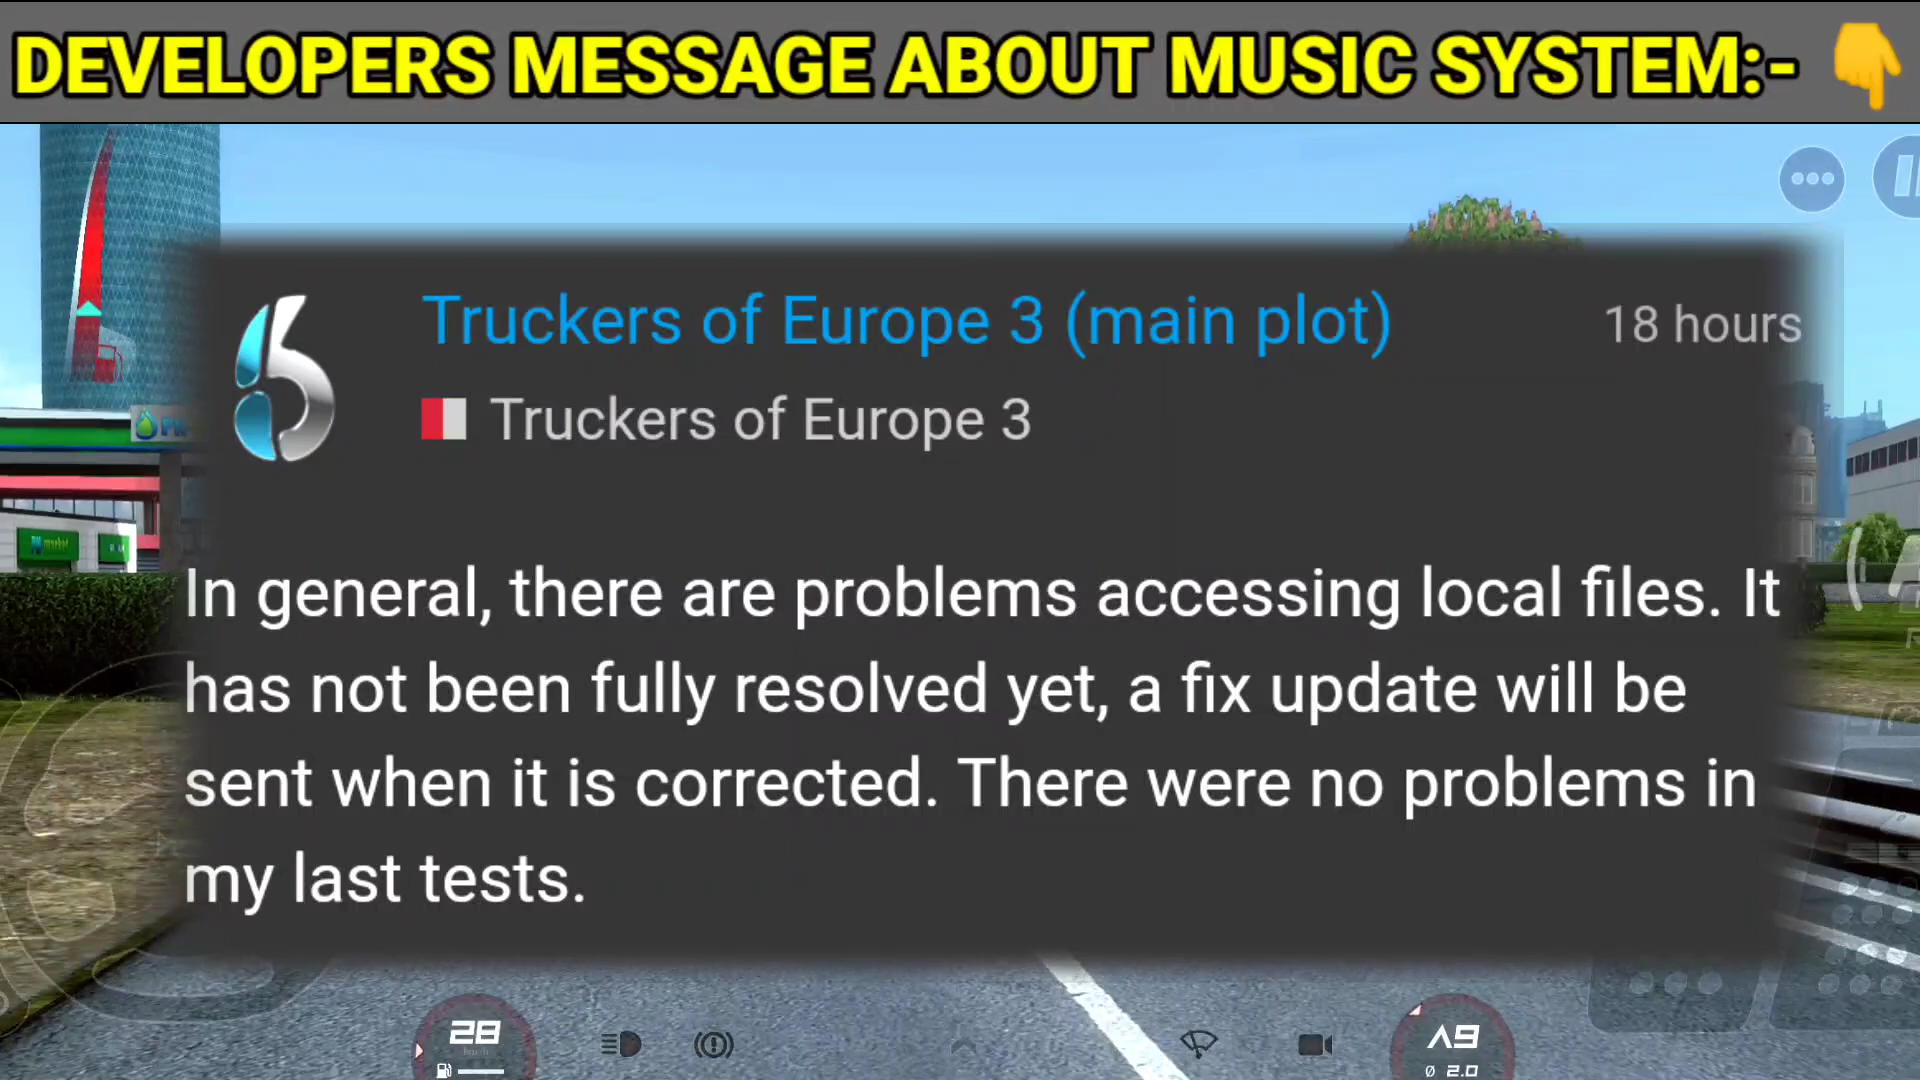 DEVELOPERS MESSAGE ABOUT MUSIC SYSTEM:- 👇
Truckers of Europe 3 (main plot)
18 hours
Truckers of Europe 3
In general, there are problems accessing local files. It
has not been fully resolved yet, a fix update will be
sent when it is corrected. There were no problems in
my last tests.
market
28
km/h
A9
Ø 2.0